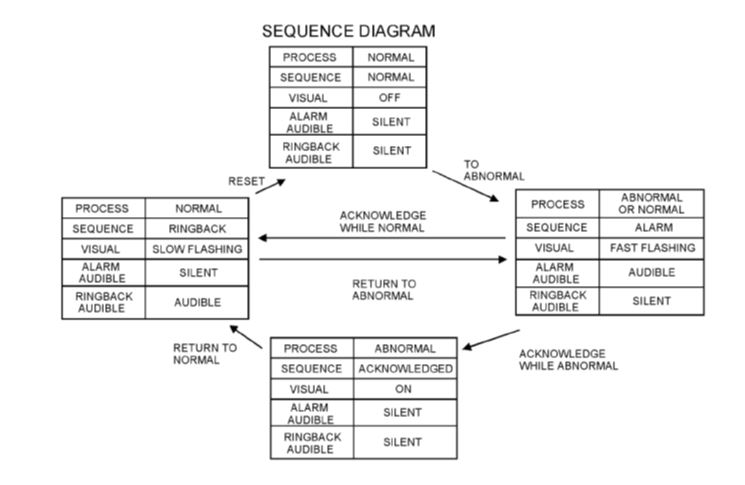 SEQUENCE DIAGRAM
PROCESS NORMAL
SEQUENCE NORMAL
VISUAL OFF
ALARM
AUDIBLE SILENT
RINGBACK
AUDIBLE SILENT
RESET
TO
ABNORMAL
PROCESS NORMAL
SEQUENCE RINGBACK
VISUAL SLOW FLASHING
ALARM
AUDIBLE SILENT
RINGBACK
AUDIBLE AUDIBLE
ACKNOWLEDGE
WHILE NORMAL
RETURN TO
ABNORMAL
PROCESS ABNORMAL
OR NORMAL
SEQUENCE ALARM
VISUAL FAST FLASHING
ALARM
AUDIBLE AUDIBLE
RINGBACK
AUDIBLE SILENT
RETURN TO
NORMAL
PROCESS ABNORMAL
SEQUENCE ACKNOWLEDGED
VISUAL ON
ALARM
AUDIBLE SILENT
RINGBACK
AUDIBLE SILENT
ACKNOWLEDGE
WHILE ABNORMAL